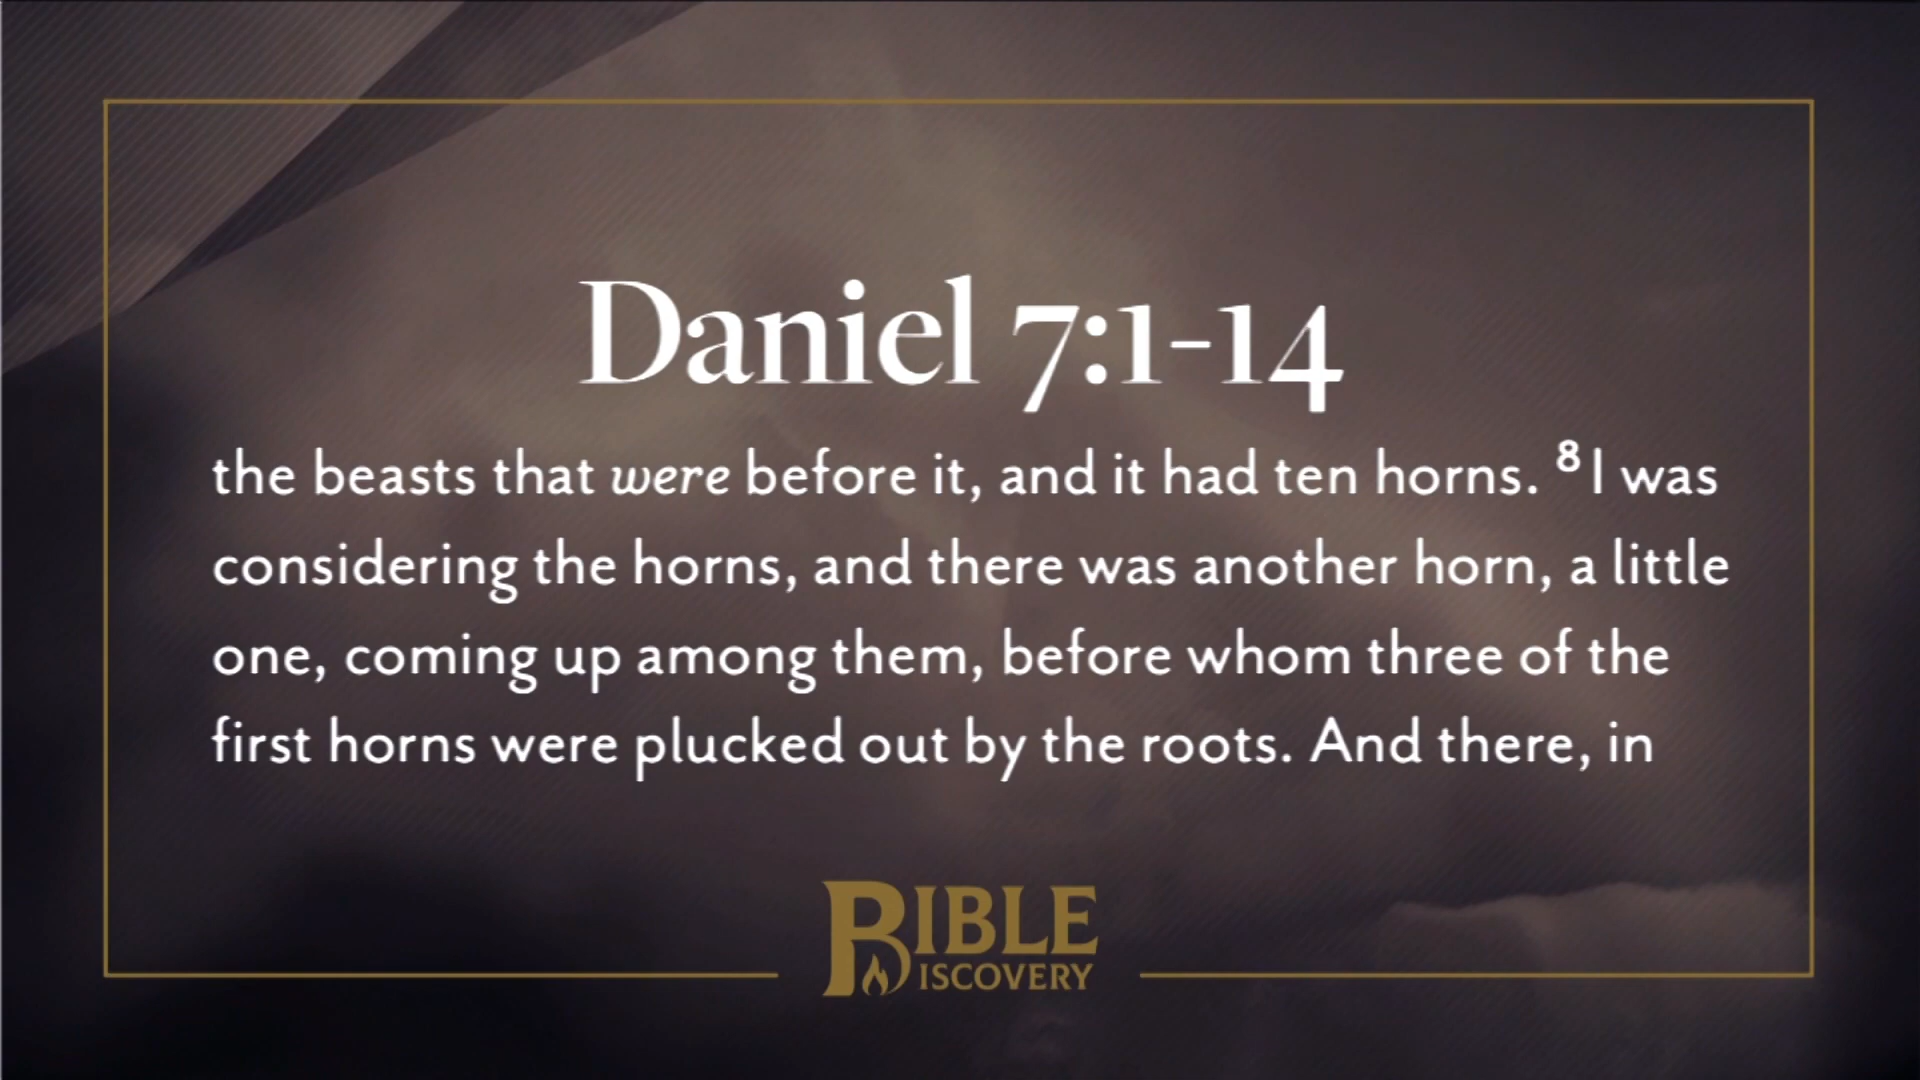 Daniel 7:1-14
the beasts that were before it, and it had ten horns. ⁸I was
considering the horns, and there was another horn, a little
one, coming up among them, before whom three of the
first horns were plucked out by the roots. And there, in
BIBLE
DISCOVERY